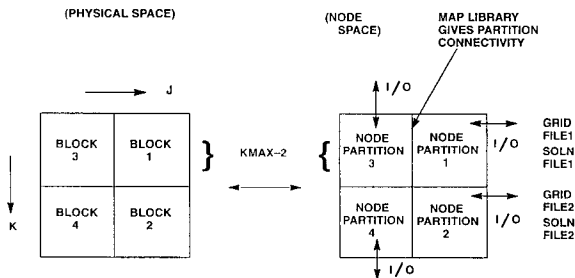 (PHYSICAL SPACE)
J
K
BLOCK
3
BLOCK
1
BLOCK
4
BLOCK
2
}
KMAX-2
{
(NODE
SPACE)
MAP LIBRARY
GIVES PARTITION
CONNECTIVITY
I/O
NODE
PARTITION
3
NODE
PARTITION
1
NODE
PARTITION
4
NODE
PARTITION
2
I/O
GRID
FILE1
SOLN
FILE1
I/O
GRID
FILE2
SOLN
FILE2
I/O